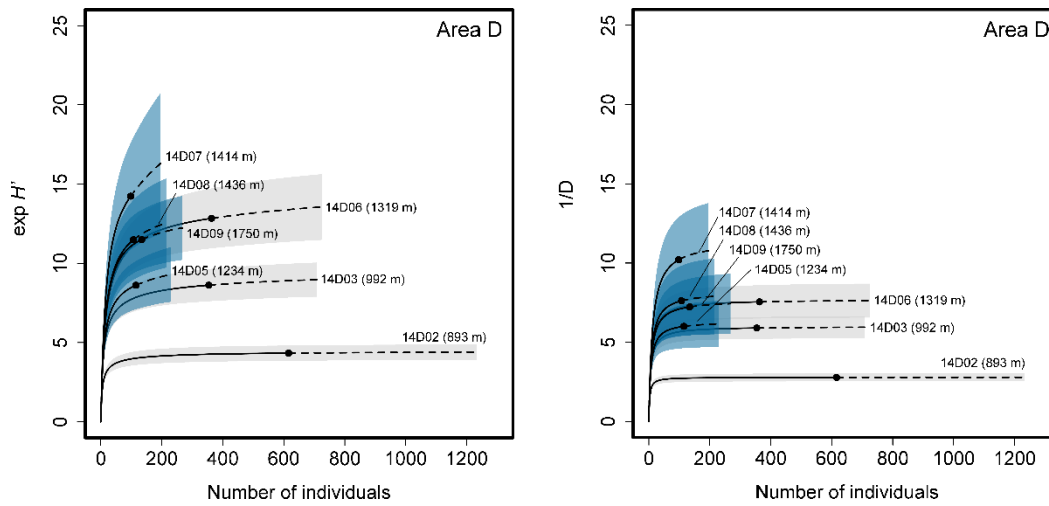 Area D
25
20
15
10
5
0
exp H'
14D07 (1414 m)
14D08 (1436 m)
14D06 (1319 m)
14D09 (1750 m)
14D05 (1234 m)
14D03 (992 m)
14D02 (893 m)
0 200 400 600 800 1000 1200
Number of individuals
Area D
25
20
15
10
5
0
1/D
14D07 (1414 m)
14D08 (1436 m)
14D09 (1750 m)
14D05 (1234 m)
14D06 (1319 m)
14D03 (992 m)
14D02 (893 m)
0 200 400 600 800 1000 1200
Number of individuals